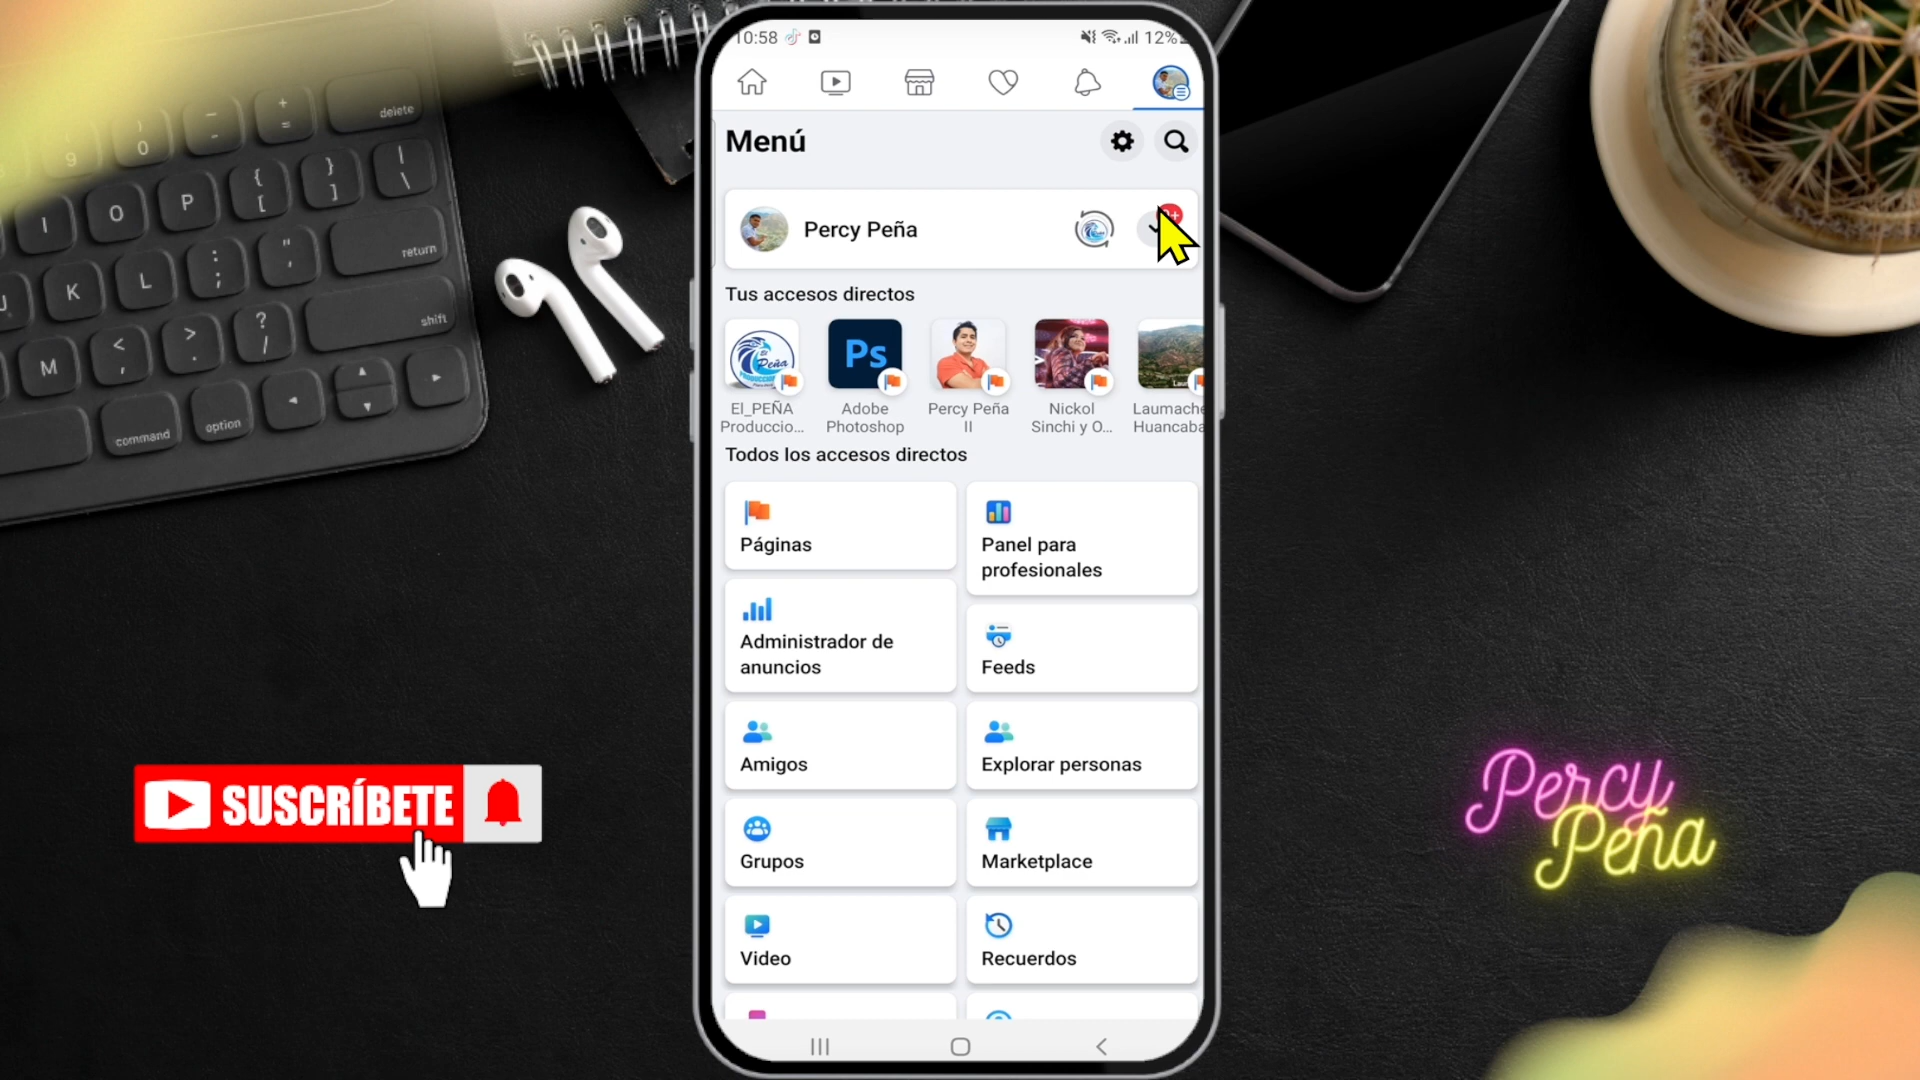 10:58
12%
Menú
Percy Peña
Tus accesos directos
El_PEÑA
Produccio...
Ps
Adobe
Photoshop
Percy Peña
II
Nickol
Sinchi y O...
Laumache
Huancaba
Todos los accesos directos
Páginas
Panel para
profesionales
Administrador de
anuncios
Feeds
Amigos
Explorar personas
Grupos
Marketplace
Video
Recuerdos
SUSCRÍBETE
Percy
Peña
delete
return
shift
command
option
+
=
9
0
I
O
P
{
[
}
]
|
\
J
K
L
:
;
"
M
<
,
>
.
?
/